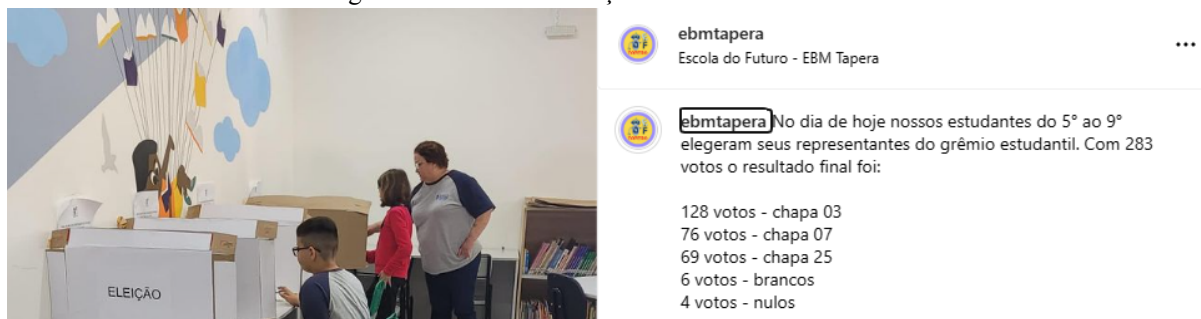 ELEIÇÃO
ebmtapera
Escola do Futuro - EBM Tapera
ebmtapera No dia de hoje nossos estudantes do 5° ao 9°
elegeram seus representantes do grêmio estudantil. Com 283
votos o resultado final foi:
128 votos - chapa 03
76 votos - chapa 07
69 votos - chapa 25
6 votos - brancos
4 votos - nulos